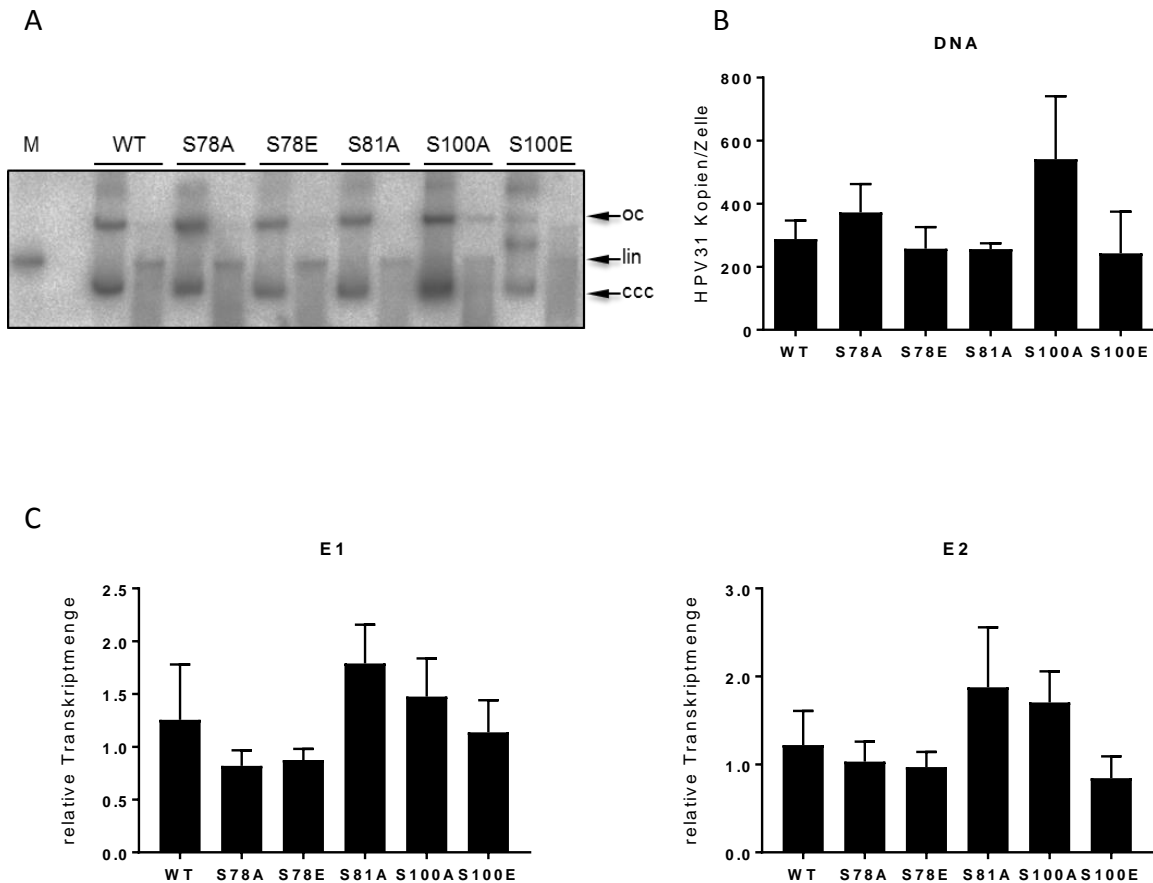 A
M WT S78A S78E S81A S100A S100E
oc
lin
ccc
B
DNA
HPV31 Kopien/Zelle
800
600
400
200
0
WT S78A S78E S81A S100A S100E
C
E1
relative Transkriptmenge
2.5
2.0
1.5
1.0
0.5
0.0
WT S78A S78E S81A S100A S100E
E2
relative Transkriptmenge
3.0
2.0
1.0
0.0
WT S78A S78E S81A S100A S100E